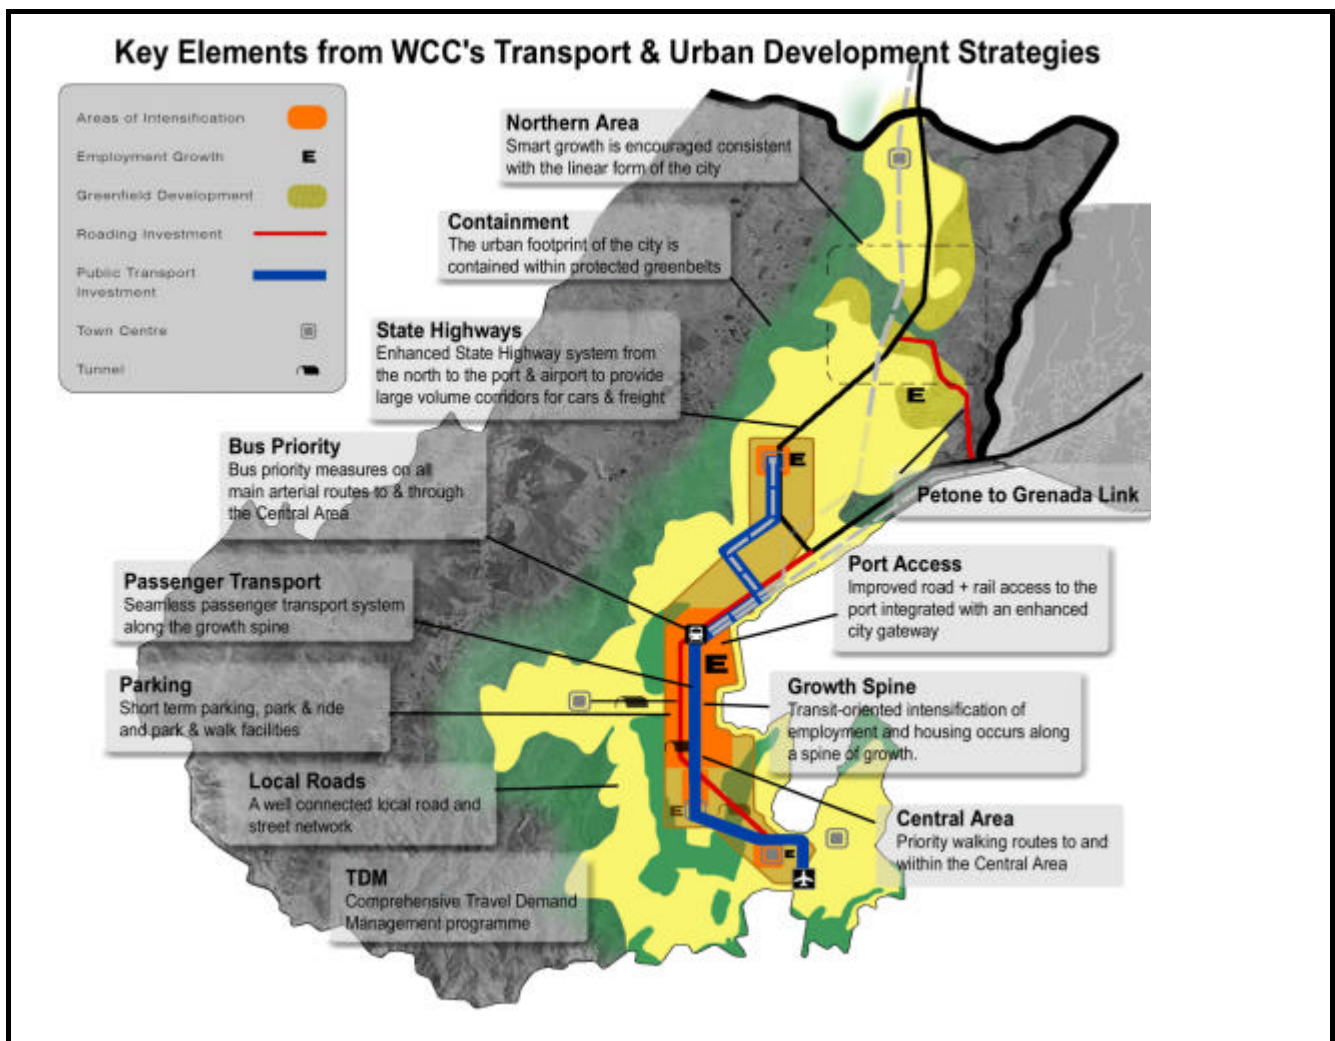 Key Elements from WCC's Transport & Urban Development Strategies
Areas of Intensification
Employment Growth
E
Greenfield Development
Roading Investment
Public Transport
Investment
Town Centre
Tunnel
Northern Area
Smart growth is encouraged consistent
with the linear form of the city
Containment
The urban footprint of the city is
contained within protected greenbelts
State Highways
Enhanced State Highway system from
the north to the port & airport to provide
large volume corridors for cars & freight
E
Bus Priority
Bus priority measures on all
main arterial routes to & through
the Central Area
E
Petone to Grenada Link
Passenger Transport
Seamless passenger transport system
along the growth spine
Port Access
Improved road + rail access to the
port integrated with an enhanced
city gateway
E
Parking
Short term parking, park & ride
and park & walk facilities
Growth Spine
Transit-oriented intensification of
employment and housing occurs along
a spine of growth.
Local Roads
A well connected local road and
street network
E
Central Area
Priority walking routes to and
wiithin the Central Area
E
TDM
Comprehensive Travel Demand
Management programme